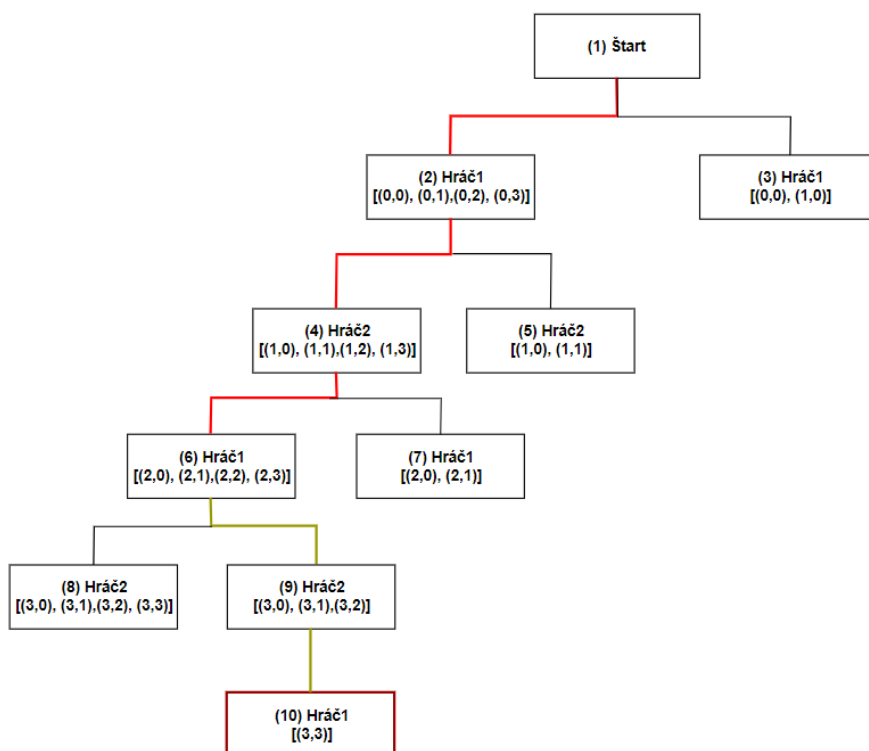 (1) Štart
(2) Hráč1
[(0,0), (0,1),(0,2), (0,3)]
(3) Hráč1
[(0,0), (1,0)]
(4) Hráč2
[(1,0), (1,1),(1,2), (1,3)]
(5) Hráč2
[(1,0), (1,1)]
(6) Hráč1
[(2,0), (2,1),(2,2), (2,3)]
(7) Hráč1
[(2,0), (2,1)]
(8) Hráč2
[(3,0), (3,1),(3,2), (3,3)]
(9) Hráč2
[(3,0), (3,1),(3,2)]
(10) Hráč1
[(3,3)]